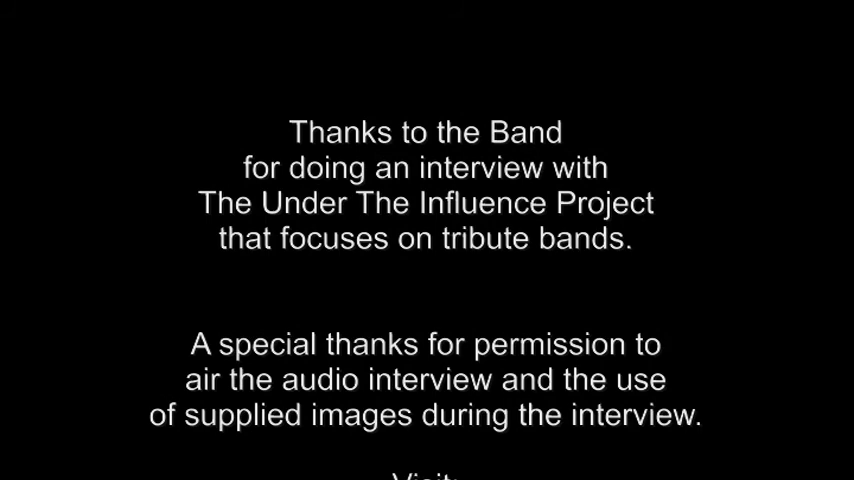 Thanks to the Band
for doing an interview with
The Under The Influence Project
that focuses on tribute bands.
A special thanks for permission to
air the audio interview and the use
of supplied images during the interview.
Visit: